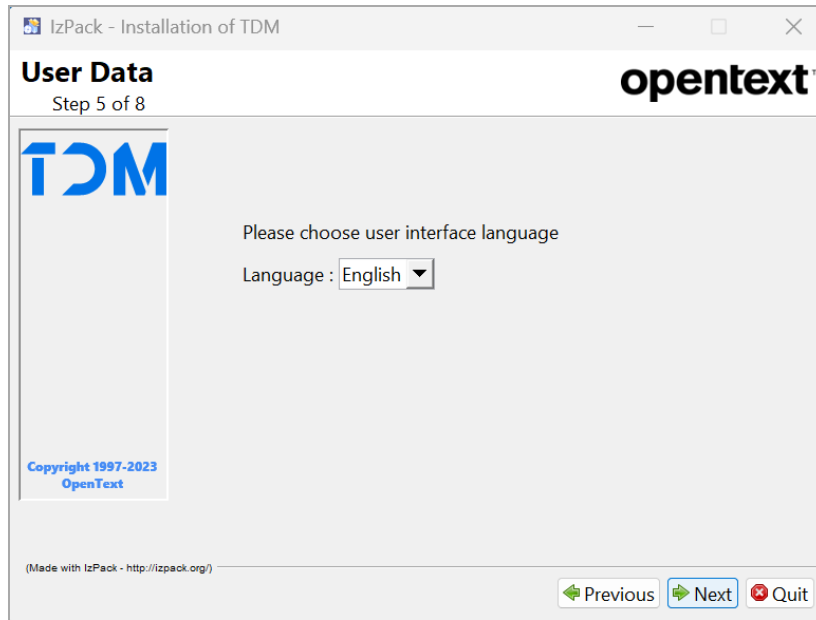 IzPack - Installation of TDM
User Data
Step 5 of 8
opentext™
TDM
Please choose user interface language
Language : English
Copyright 1997-2023
OpenText
(Made with IzPack - http://izpack.org/)
Previous Next Quit